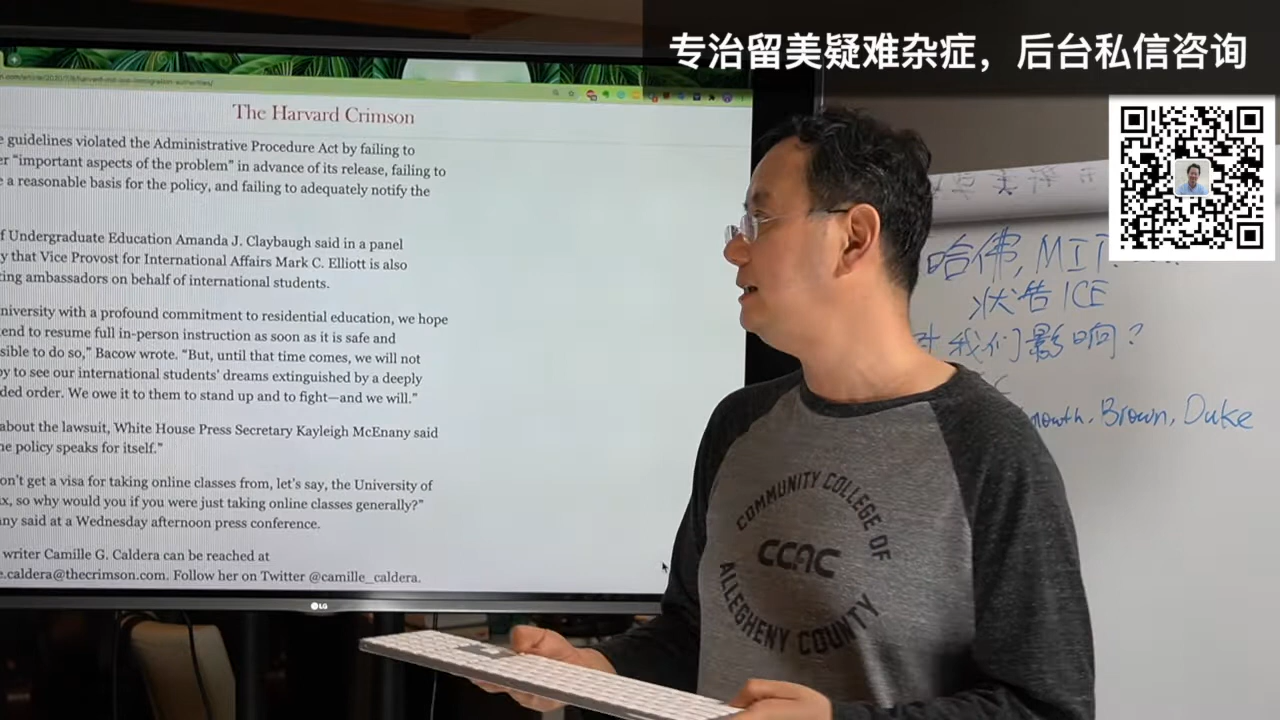 专治留美疑难杂症，后台私信咨询
The Harvard Crimson
guidelines violated the Administrative Procedure Act by failing to
"important aspects of the problem" in advance of its release, failing to
a reasonable basis for the policy, and failing to adequately notify the
Undergraduate Education Amanda J. Claybaugh said in a panel
that Vice Provost for International Affairs Mark C. Elliott is also
ambassadors on behalf of international students.
niversity with a profound commitment to residential education, we hope
end to resume full in-person instruction as soon as it is safe and
sible to do so," Bacow wrote. "But, until that time comes, we will not
by to see our international students' dreams extinguished by a deeply
ded order. We owe it to them to stand up and to fight—and we will."
about the lawsuit, White House Press Secretary Kayleigh McEnany said
e policy speaks for itself."
on't get a visa for taking online classes from, let's say, the University of
x, so why would you if you were just taking online classes generally?"
any said at a Wednesday afternoon press conference.
writer Camille G. Caldera can be reached at
e.caldera@thecrimson.com. Follow her on Twitter @camille_caldera.
LG
哈佛, MIT
状告ICE
对我们影响?
mouth, Brown, Duke
COMMUNITY COLLEGE OF
CCAC
ALLEGHENY COUNTY